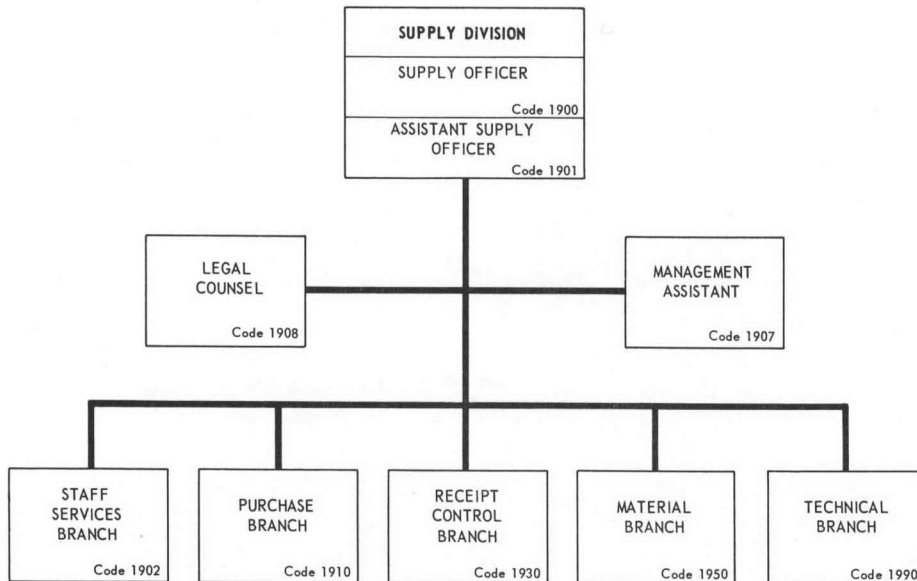 SUPPLY DIVISION
SUPPLY OFFICER
Code 1900
ASSISTANT SUPPLY
OFFICER
Code 1901
LEGAL
COUNSEL
Code 1908
MANAGEMENT
ASSISTANT
Code 1907
STAFF
SERVICES
BRANCH
Code 1902
PURCHASE
BRANCH
Code 1910
RECEIPT
CONTROL
BRANCH
Code 1930
MATERIAL
BRANCH
Code 1950
TECHNICAL
BRANCH
Code 1990